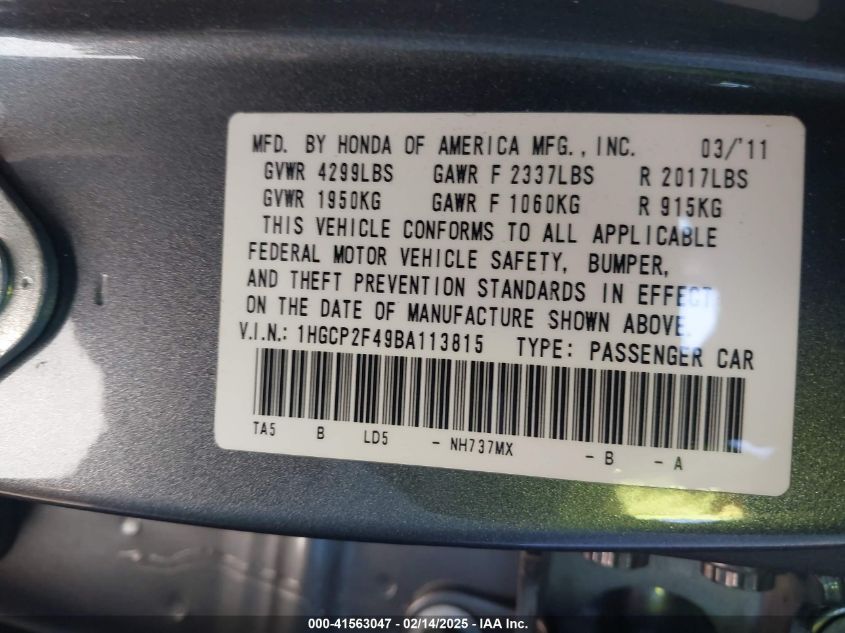 MFD. BY HONDA OF AMERICA MFG., INC. 03/'11
GVWR 4299LBS GAWR F 2337LBS R 2017LBS
GVWR 1950KG GAWR F 1060KG R 915KG
THIS VEHICLE CONFORMS TO ALL APPLICABLE
FEDERAL MOTOR VEHICLE SAFETY, BUMPER,
AND THEFT PREVENTION STANDARDS IN EFFECT
ON THE DATE OF MANUFACTURE SHOWN ABOVE.
V.I.N.: 1HGCP2F49BA113815 TYPE: PASSENGER CAR
TA5 B LD5 - NH737MX - B - A
000-41563047 - 02/14/2025 - IAA Inc.